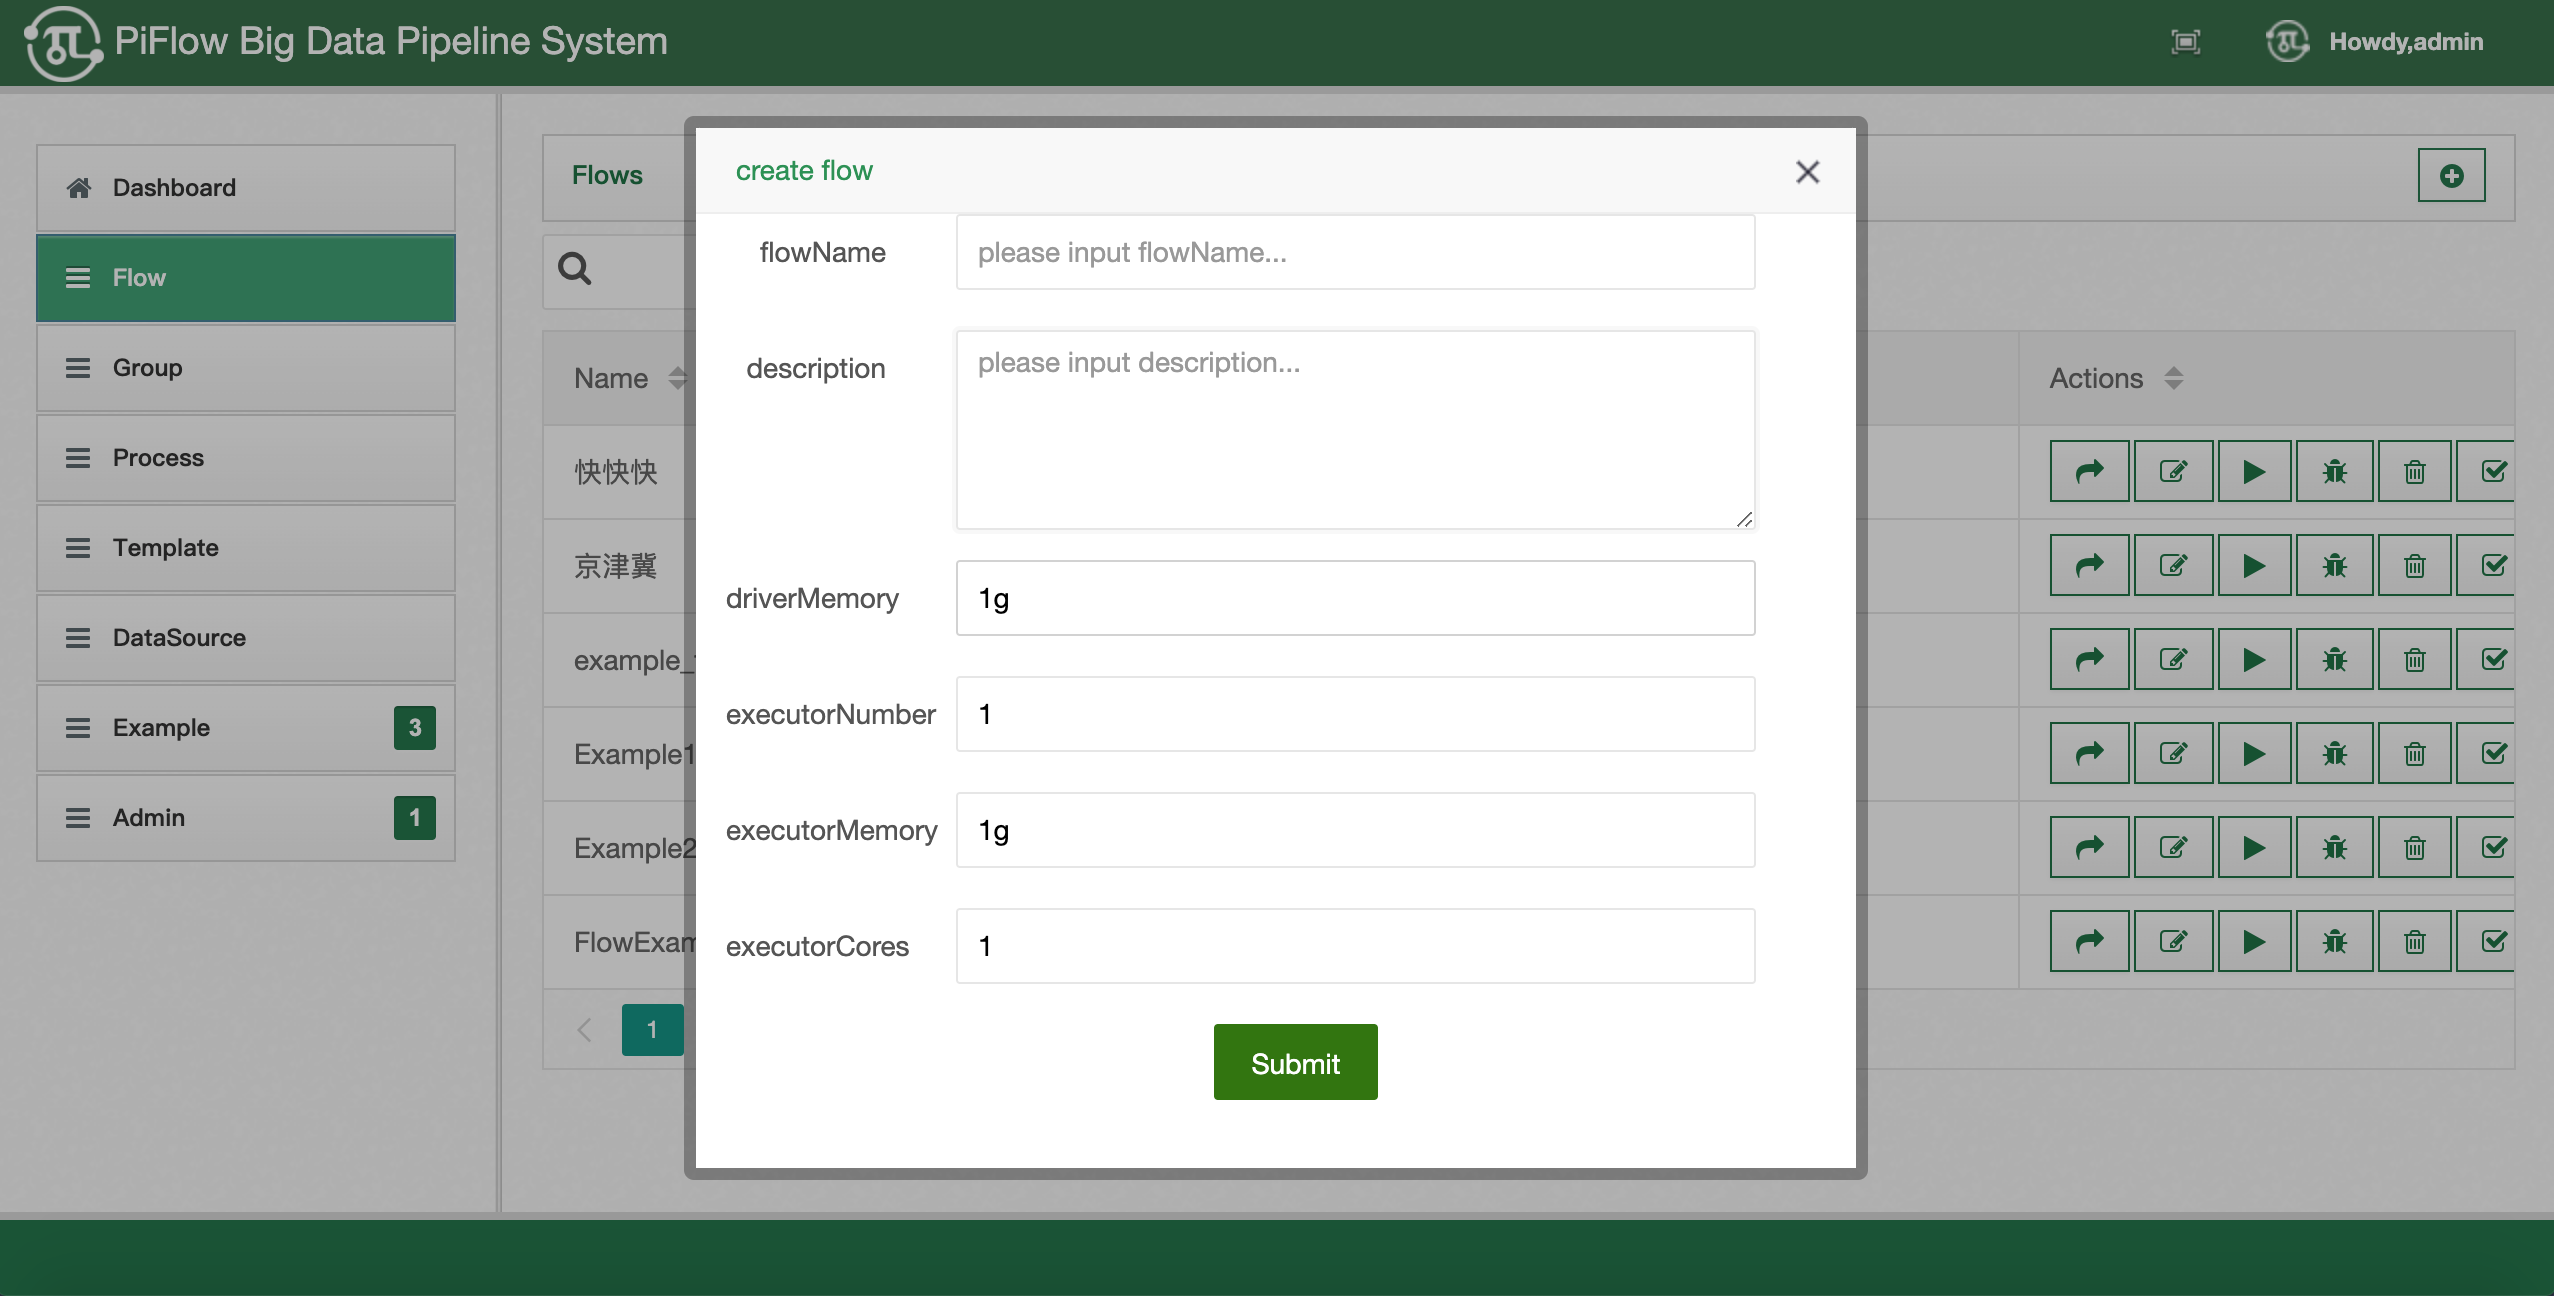 PiFlow Big Data Pipeline System
Howdy,admin
Dashboard
Flow
Group
Process
Template
DataSource
Example 3
Admin 1
Flows
Name
Actions
快快快
京津冀
example_
Example1
Example2
FlowExam
1
create flow
flowName
please input flowName...
description
please input description...
driverMemory
1g
executorNumber
1
executorMemory
1g
executorCores
1
Submit